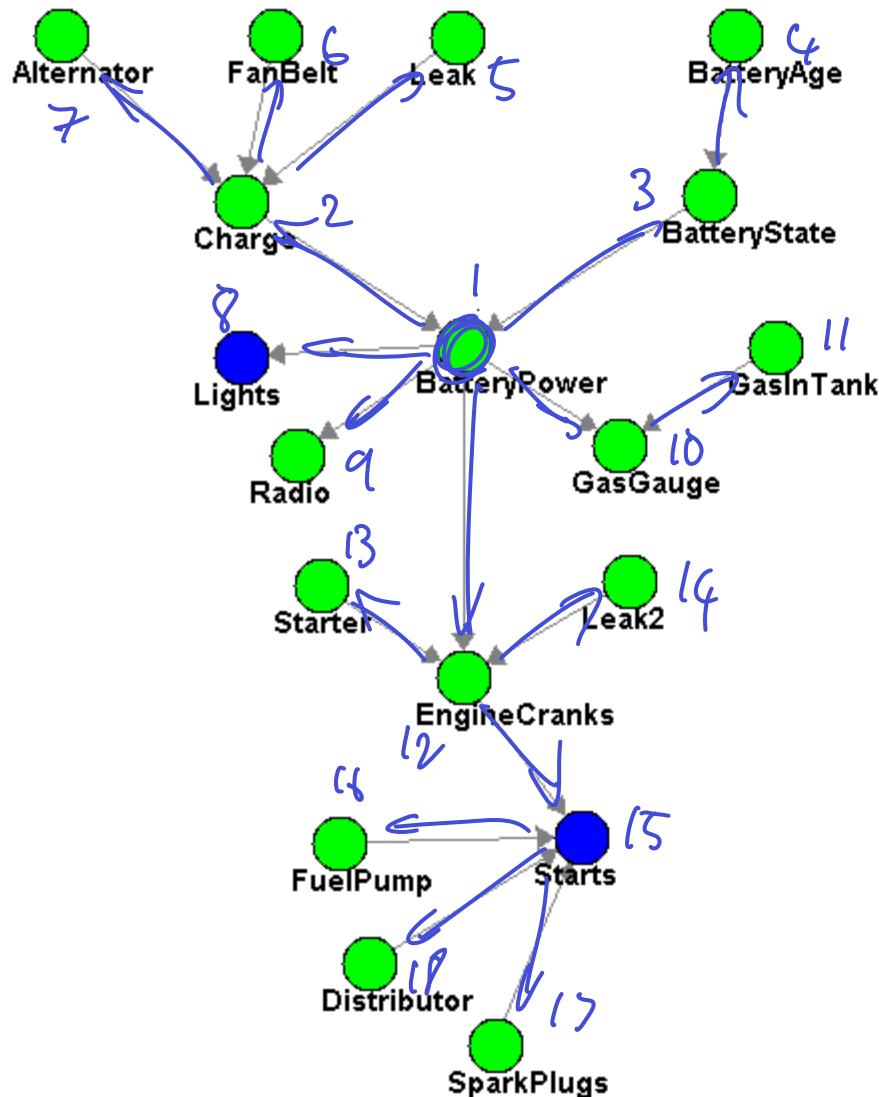 Alternator
FanBelt
6
Leak
5
BatteryAge
4
7
Charge
2
3
BatteryState
1
8
Lights
BatteryPower
11
GasInTank
9
Radio
10
GasGauge
13
Starter
14
Leak2
EngineCranks
12
16
FuelPump
15
Starts
18
Distributor
17
SparkPlugs